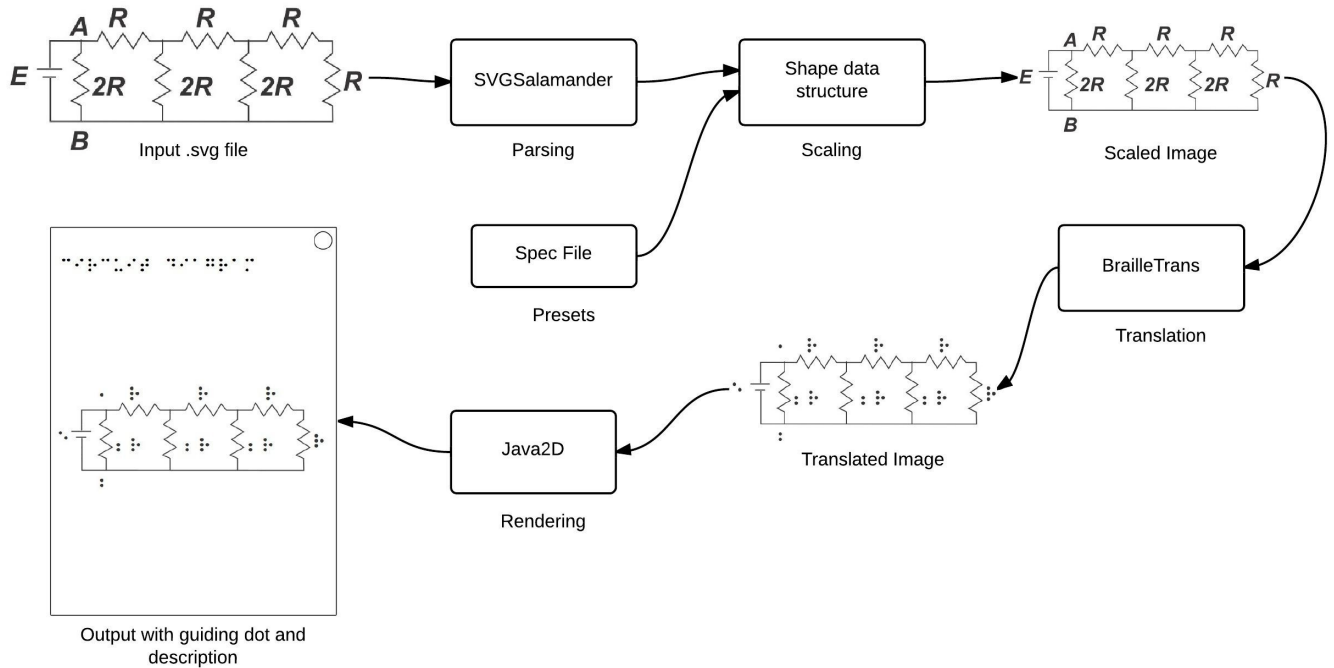 A R R R
E 2R 2R 2R R
B
Input .svg file
SVGSalamander
Parsing
Shape data
structure
Scaling
A R R R
E 2R 2R 2R R
B
Scaled Image
Spec File
Presets
BrailleTrans
Translation
⠁ ⠗ ⠗ ⠗
⠑ ⠆ ⠗ ⠆ ⠗ ⠆ ⠗ ⠗
⠃
Translated Image
Java2D
Rendering
⠉⠊⠗⠉⠥⠊⠞ ⠙⠊⠁⠛⠗⠁⠍
⠁ ⠗ ⠗ ⠗
⠑ ⠆ ⠗ ⠆ ⠗ ⠆ ⠗ ⠗
⠃
Output with guiding dot and
description